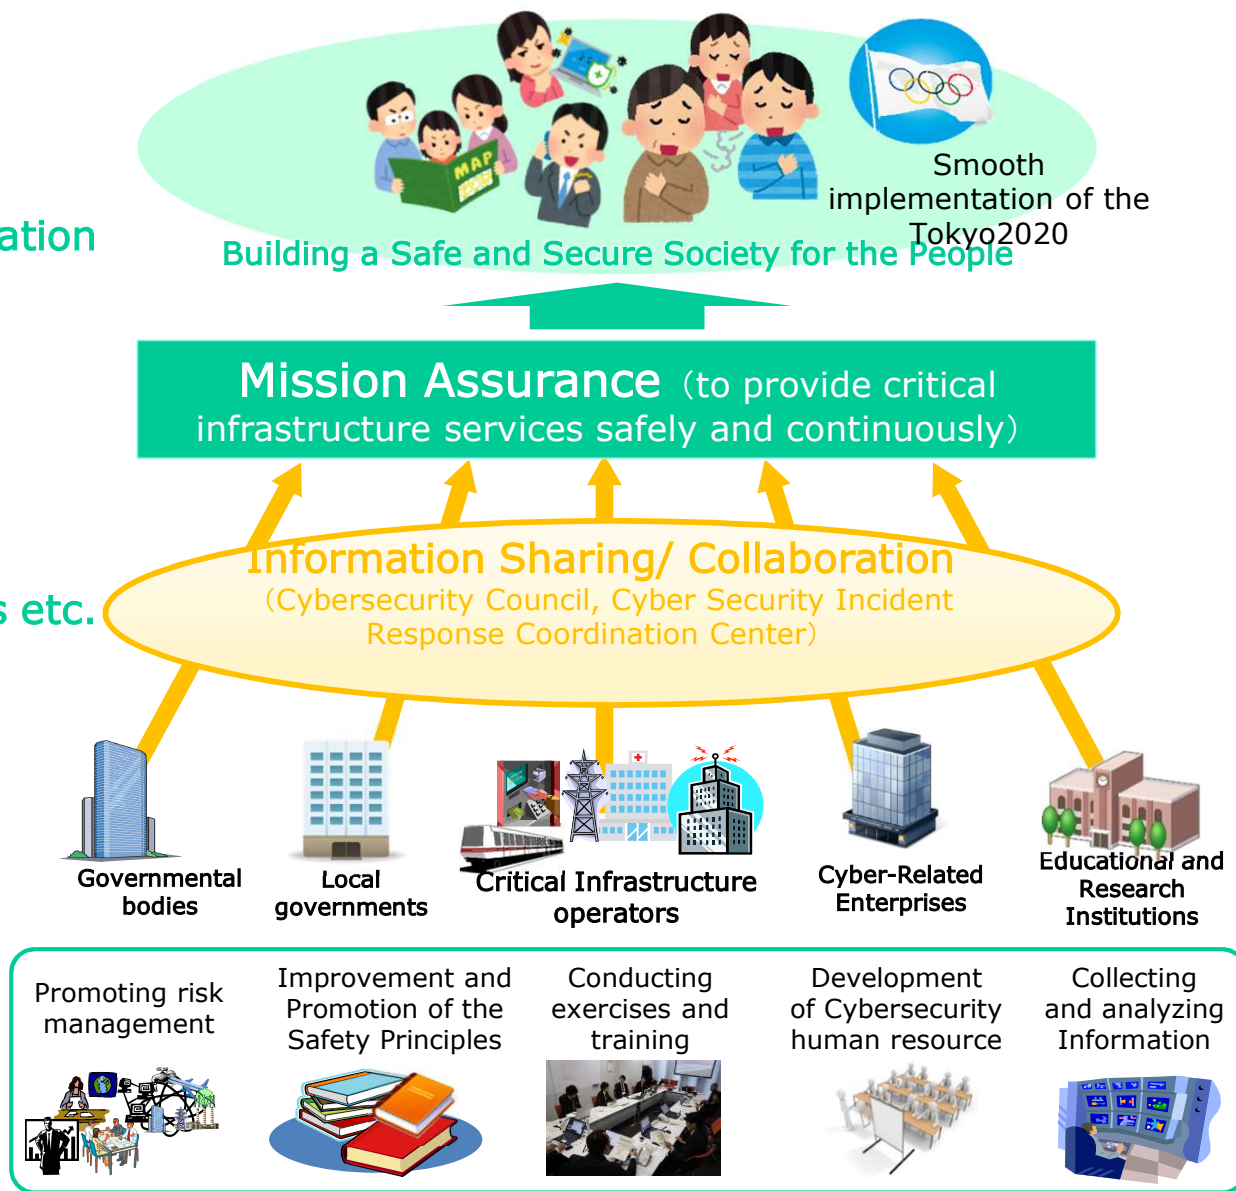 MAP
Smooth
implementation of the
Tokyo2020
ation
Building a Safe and Secure Society for the People
Mission Assurance（to provide critical
infrastructure services safely and continuously）
Information Sharing/ Collaboration
（Cybersecurity Council, Cyber Security Incident
Response Coordination Center）
s etc.
Governmental
bodies
Local
governments
Critical Infrastructure
operators
Cyber-Related
Enterprises
Educational and
Research
Institutions
Promoting risk
management
Improvement and
Promotion of the
Safety Principles
Conducting
exercises and
training
Development
of Cybersecurity
human resource
Collecting
and analyzing
Information